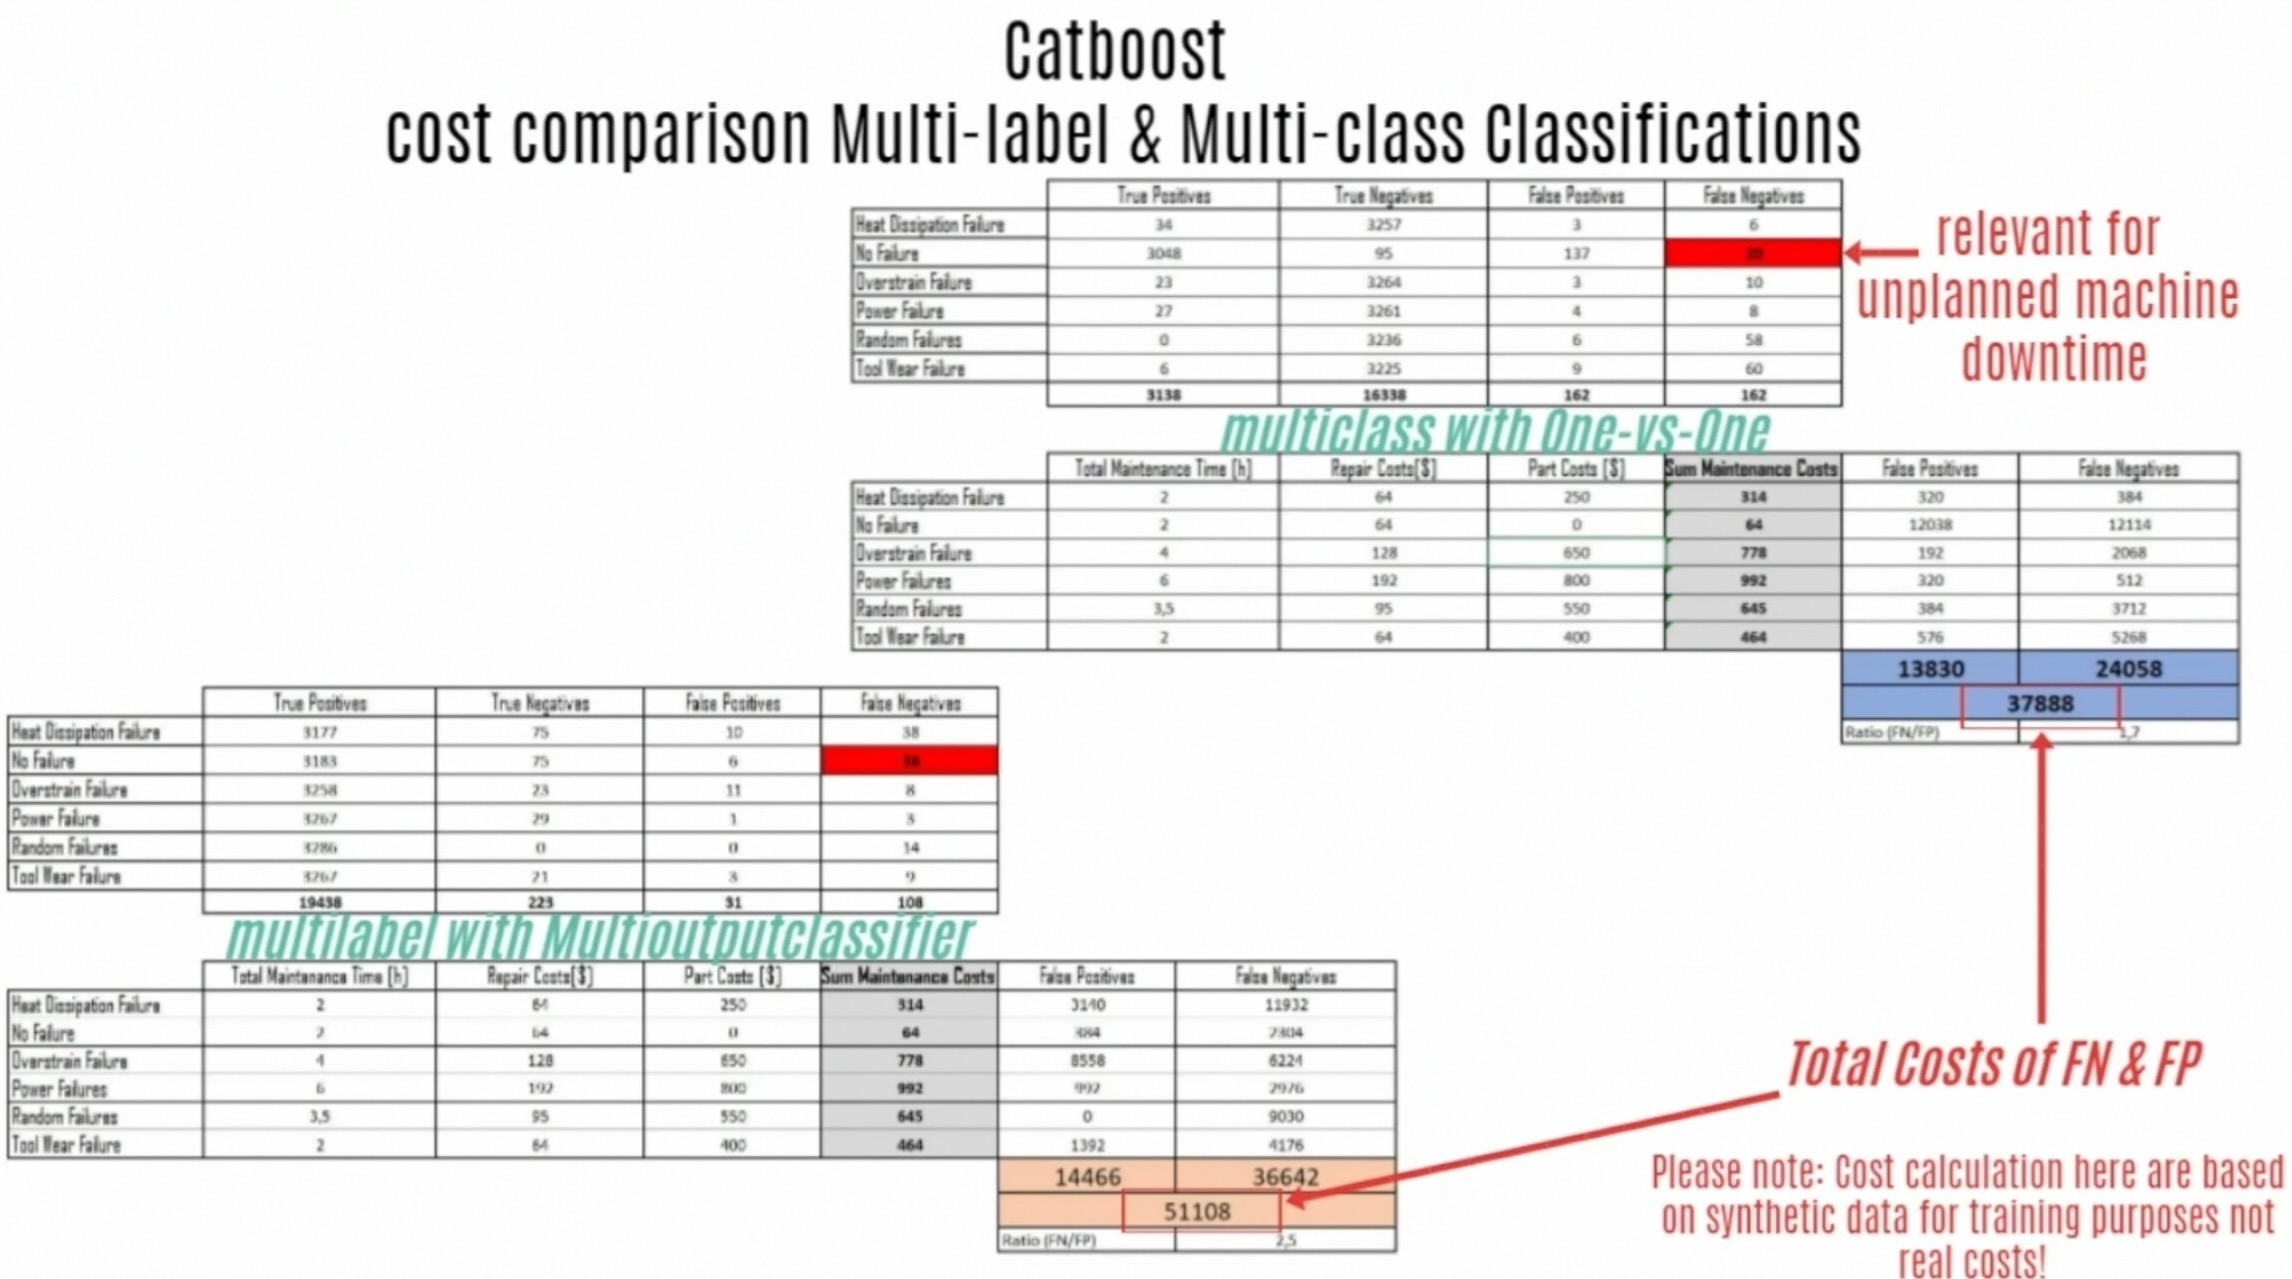 Catboost
cost comparison Multi-label & Multi-class Classifications
True Positives True Negatives False Positives False Negatives
Heat Dissipation Failure 34 3257 3 6
No Failure 3048 95 137
Overstrain Failure 23 3264 3 10
Power Failure 27 3261 4 8
Random Failures 0 3236 6 58
Tool Wear Failure 6 3225 9 60
3138 16338 162 162
relevant for
unplanned machine
downtime
multiclass with One-vs-One
Total Maintenance Time [h] Repair Costs[$] Part Costs [$] Sum Maintenance Costs False Positives False Negatives
Heat Dissipation Failure 2 64 250 314 320 384
No Failure 2 64 0 64 12038 12114
Overstrain Failure 4 128 650 778 192 2068
Power Failures 6 192 800 992 320 512
Random Failures 3,5 95 550 645 384 3712
Tool Wear Failure 2 64 400 464 576 5268
13830 24058
37888
Ratio (FN/FP) 1,7
True Positives True Negatives False Positives False Negatives
Heat Dissipation Failure 3177 75 10 38
No Failure 3183 75 6
Overstrain Failure 3258 23 11 8
Power Failure 3267 29 1 3
Random Failures 3286 0 0 14
Tool Wear Failure 3267 21 3 9
19438 223 31 108
multilabel with Multioutputclassifier
Total Maintenance Time [h] Repair Costs[$] Part Costs [$] Sum Maintenance Costs False Positives False Negatives
Heat Dissipation Failure 2 64 250 314 3140 11932
No Failure 2 64 0 64 384 2304
Overstrain Failure 4 128 650 778 8558 6224
Power Failures 6 192 800 992 992 2976
Random Failures 3,5 95 550 645 0 9030
Tool Wear Failure 2 64 400 464 1392 4176
14466 36642
51108
Ratio (FN/FP) 2,5
Total Costs of FN & FP
Please note: Cost calculation here are based
on synthetic data for training purposes not
real costs!